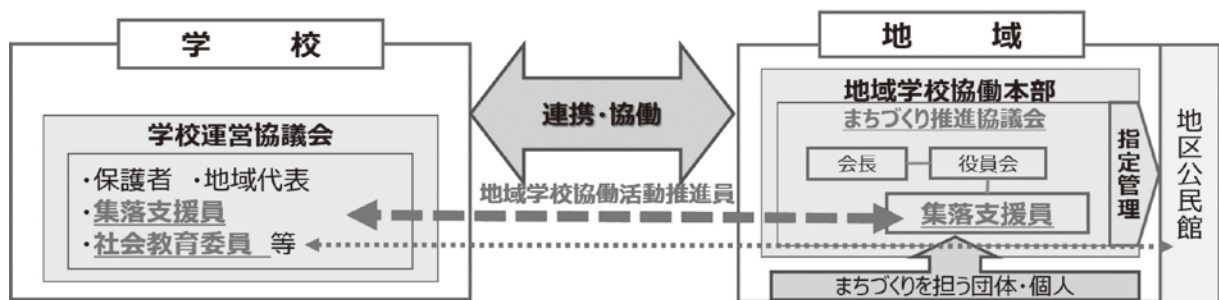 学　校
学校運営協議会
・保護者 ・地域代表
・集落支援員
・社会教育委員 等
連携・協働
地域学校協働活動推進員
地　域
地域学校協働本部
まちづくり推進協議会
会長
役員会
集落支援員
まちづくりを担う団体・個人
指定管理
地区公民館